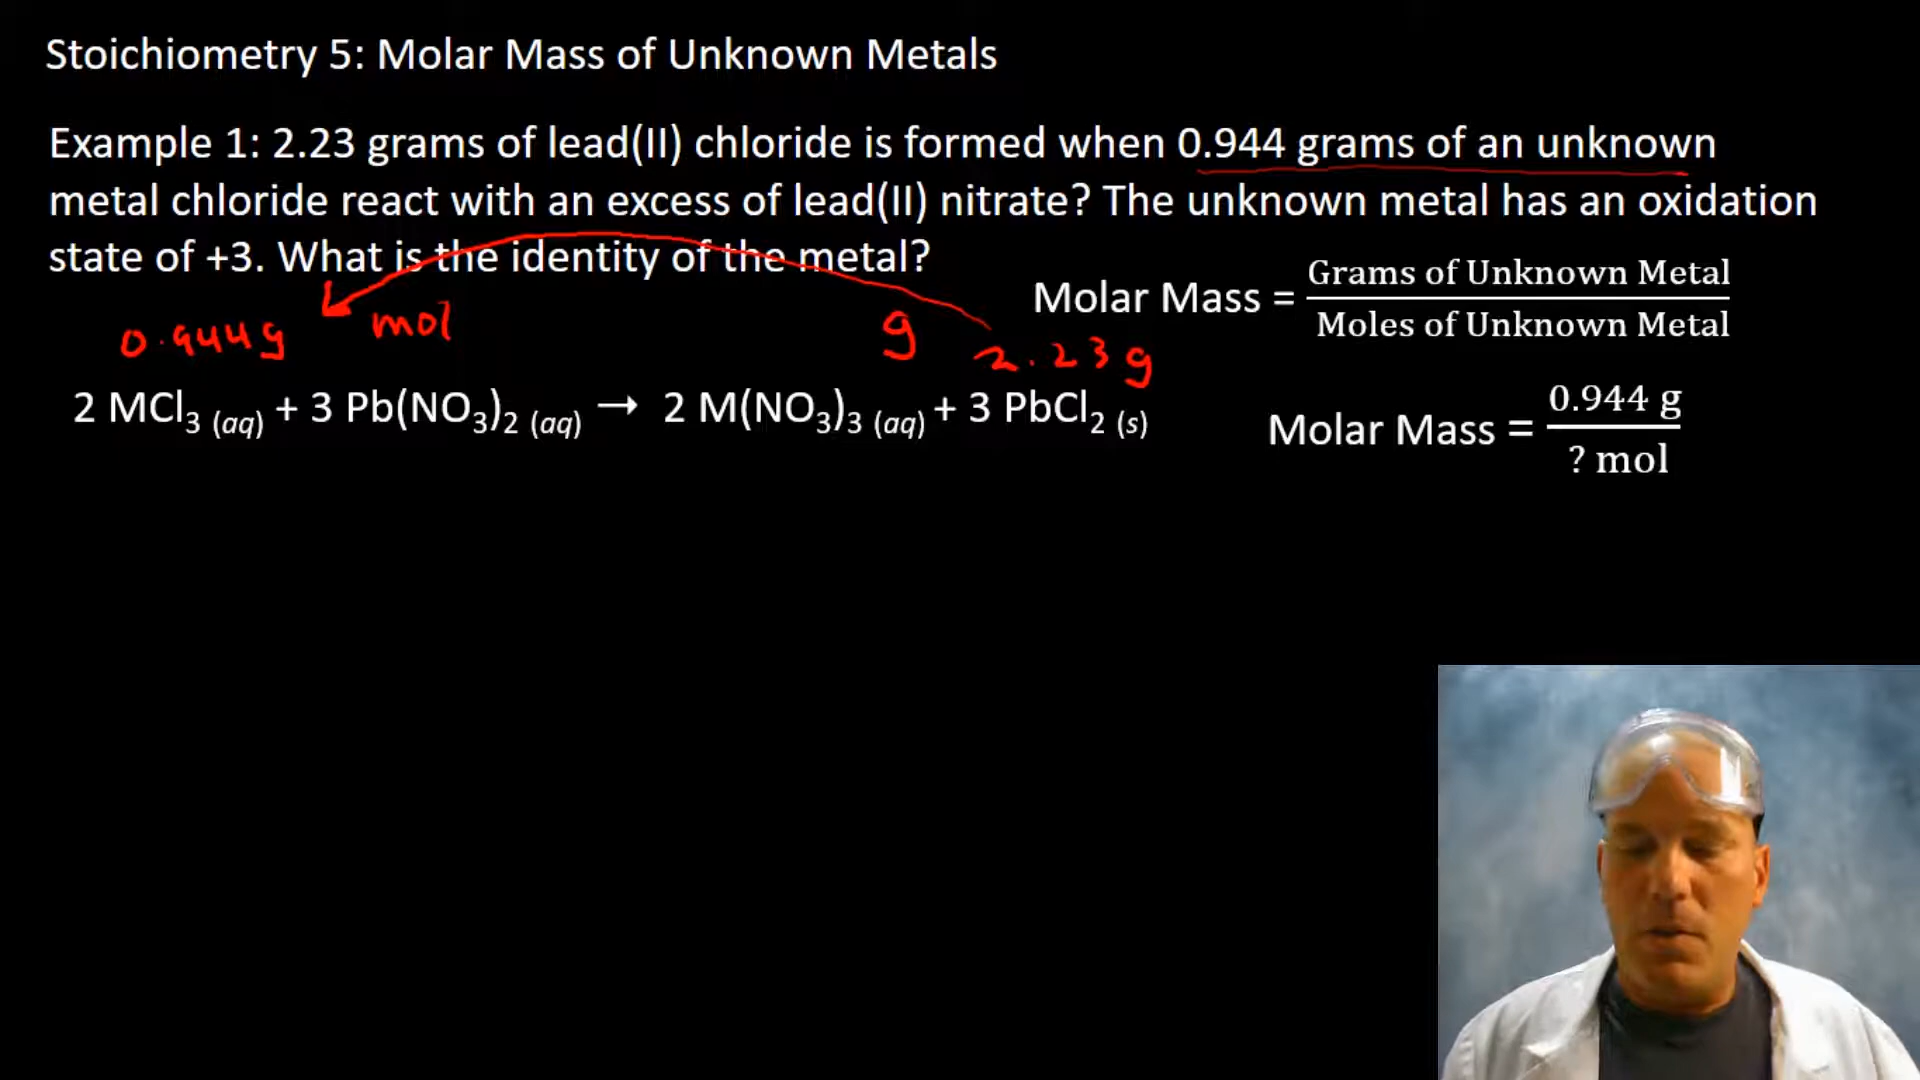 Stoichiometry 5: Molar Mass of Unknown Metals
Example 1: 2.23 grams of lead(II) chloride is formed when 0.944 grams of an unknown
metal chloride react with an excess of lead(II) nitrate? The unknown metal has an oxidation
state of +3. What is the identity of the metal?
Molar Mass = Grams of Unknown Metal / Moles of Unknown Metal
0.944g mol g 2.23 g
2 MCl₃ (aq) + 3 Pb(NO₃)₂ (aq) → 2 M(NO₃)₃ (aq) + 3 PbCl₂ (s)
Molar Mass = 0.944 g / ? mol